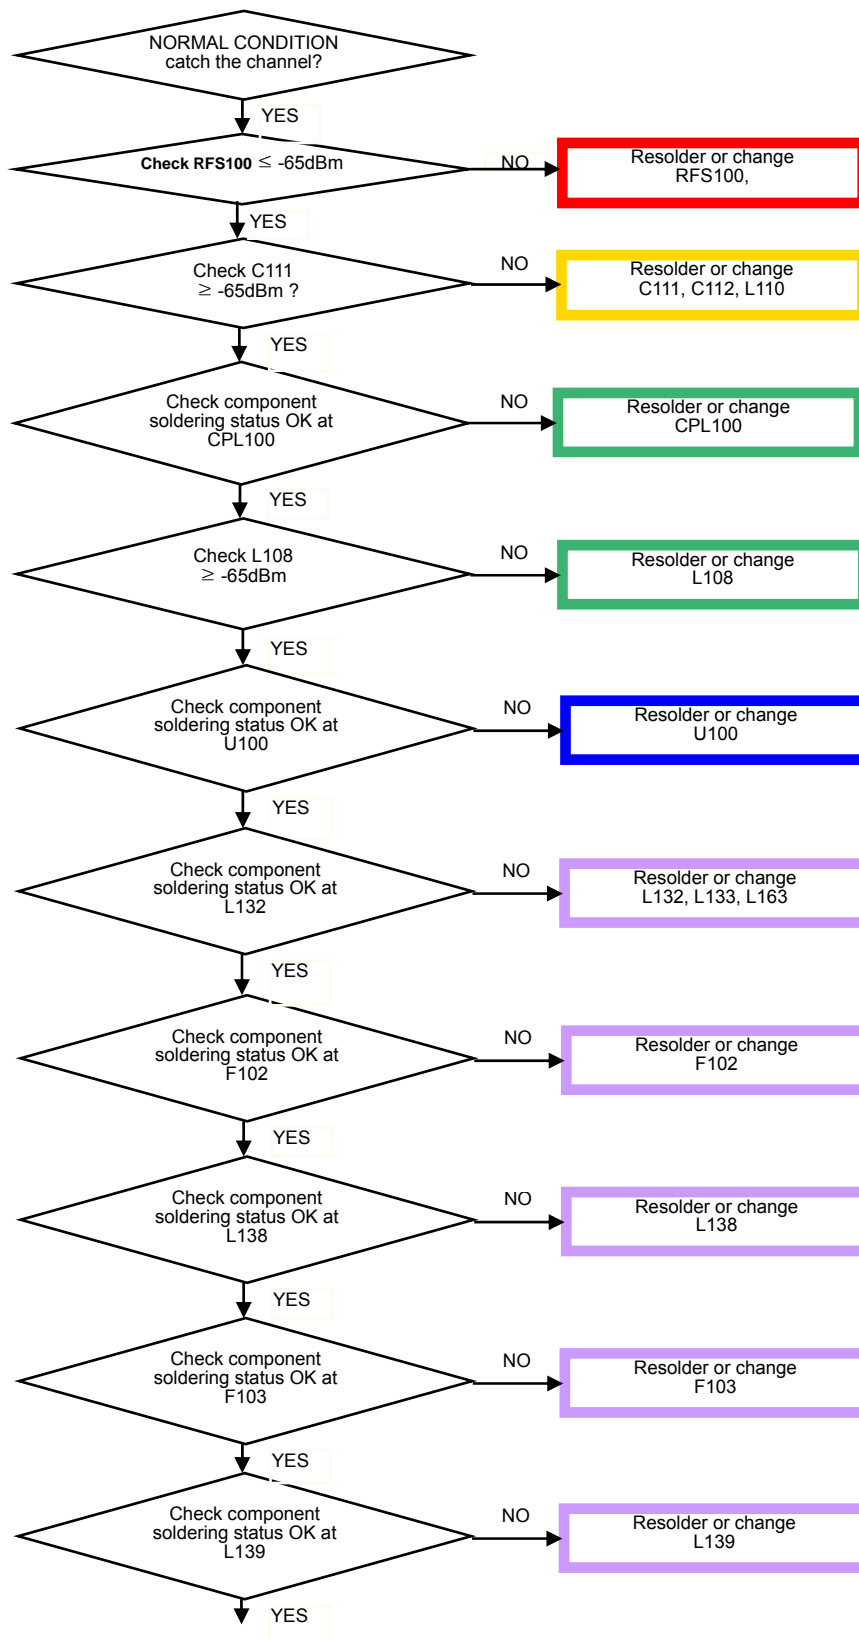 NORMAL CONDITION
catch the channel?
YES
Check RFS100 ≤ -65dBm
NO
Resolder or change
RFS100,
YES
Check C111
≥ -65dBm ?
NO
Resolder or change
C111, C112, L110
YES
Check component
soldering status OK at
CPL100
NO
Resolder or change
CPL100
YES
Check L108
≥ -65dBm
NO
Resolder or change
L108
YES
Check component
soldering status OK at
U100
NO
Resolder or change
U100
YES
Check component
soldering status OK at
L132
NO
Resolder or change
L132, L133, L163
YES
Check component
soldering status OK at
F102
NO
Resolder or change
F102
YES
Check component
soldering status OK at
L138
NO
Resolder or change
L138
YES
Check component
soldering status OK at
F103
NO
Resolder or change
F103
YES
Check component
soldering status OK at
L139
NO
Resolder or change
L139
YES